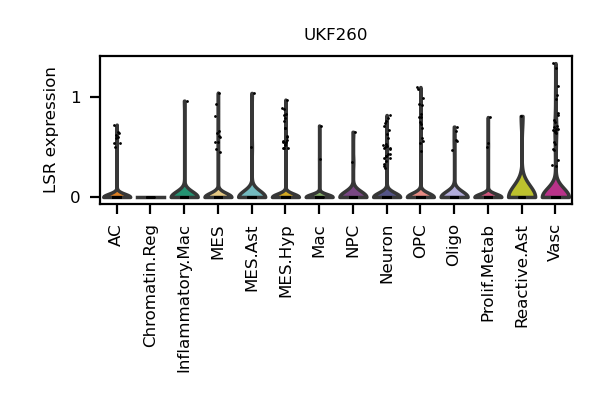 UKF260
LSR expression
1
0
AC
Chromatin.Reg
Inflammatory.Mac
MES
MES.Ast
MES.Hyp
Mac
NPC
Neuron
OPC
Oligo
Prolif.Metab
Reactive.Ast
Vasc